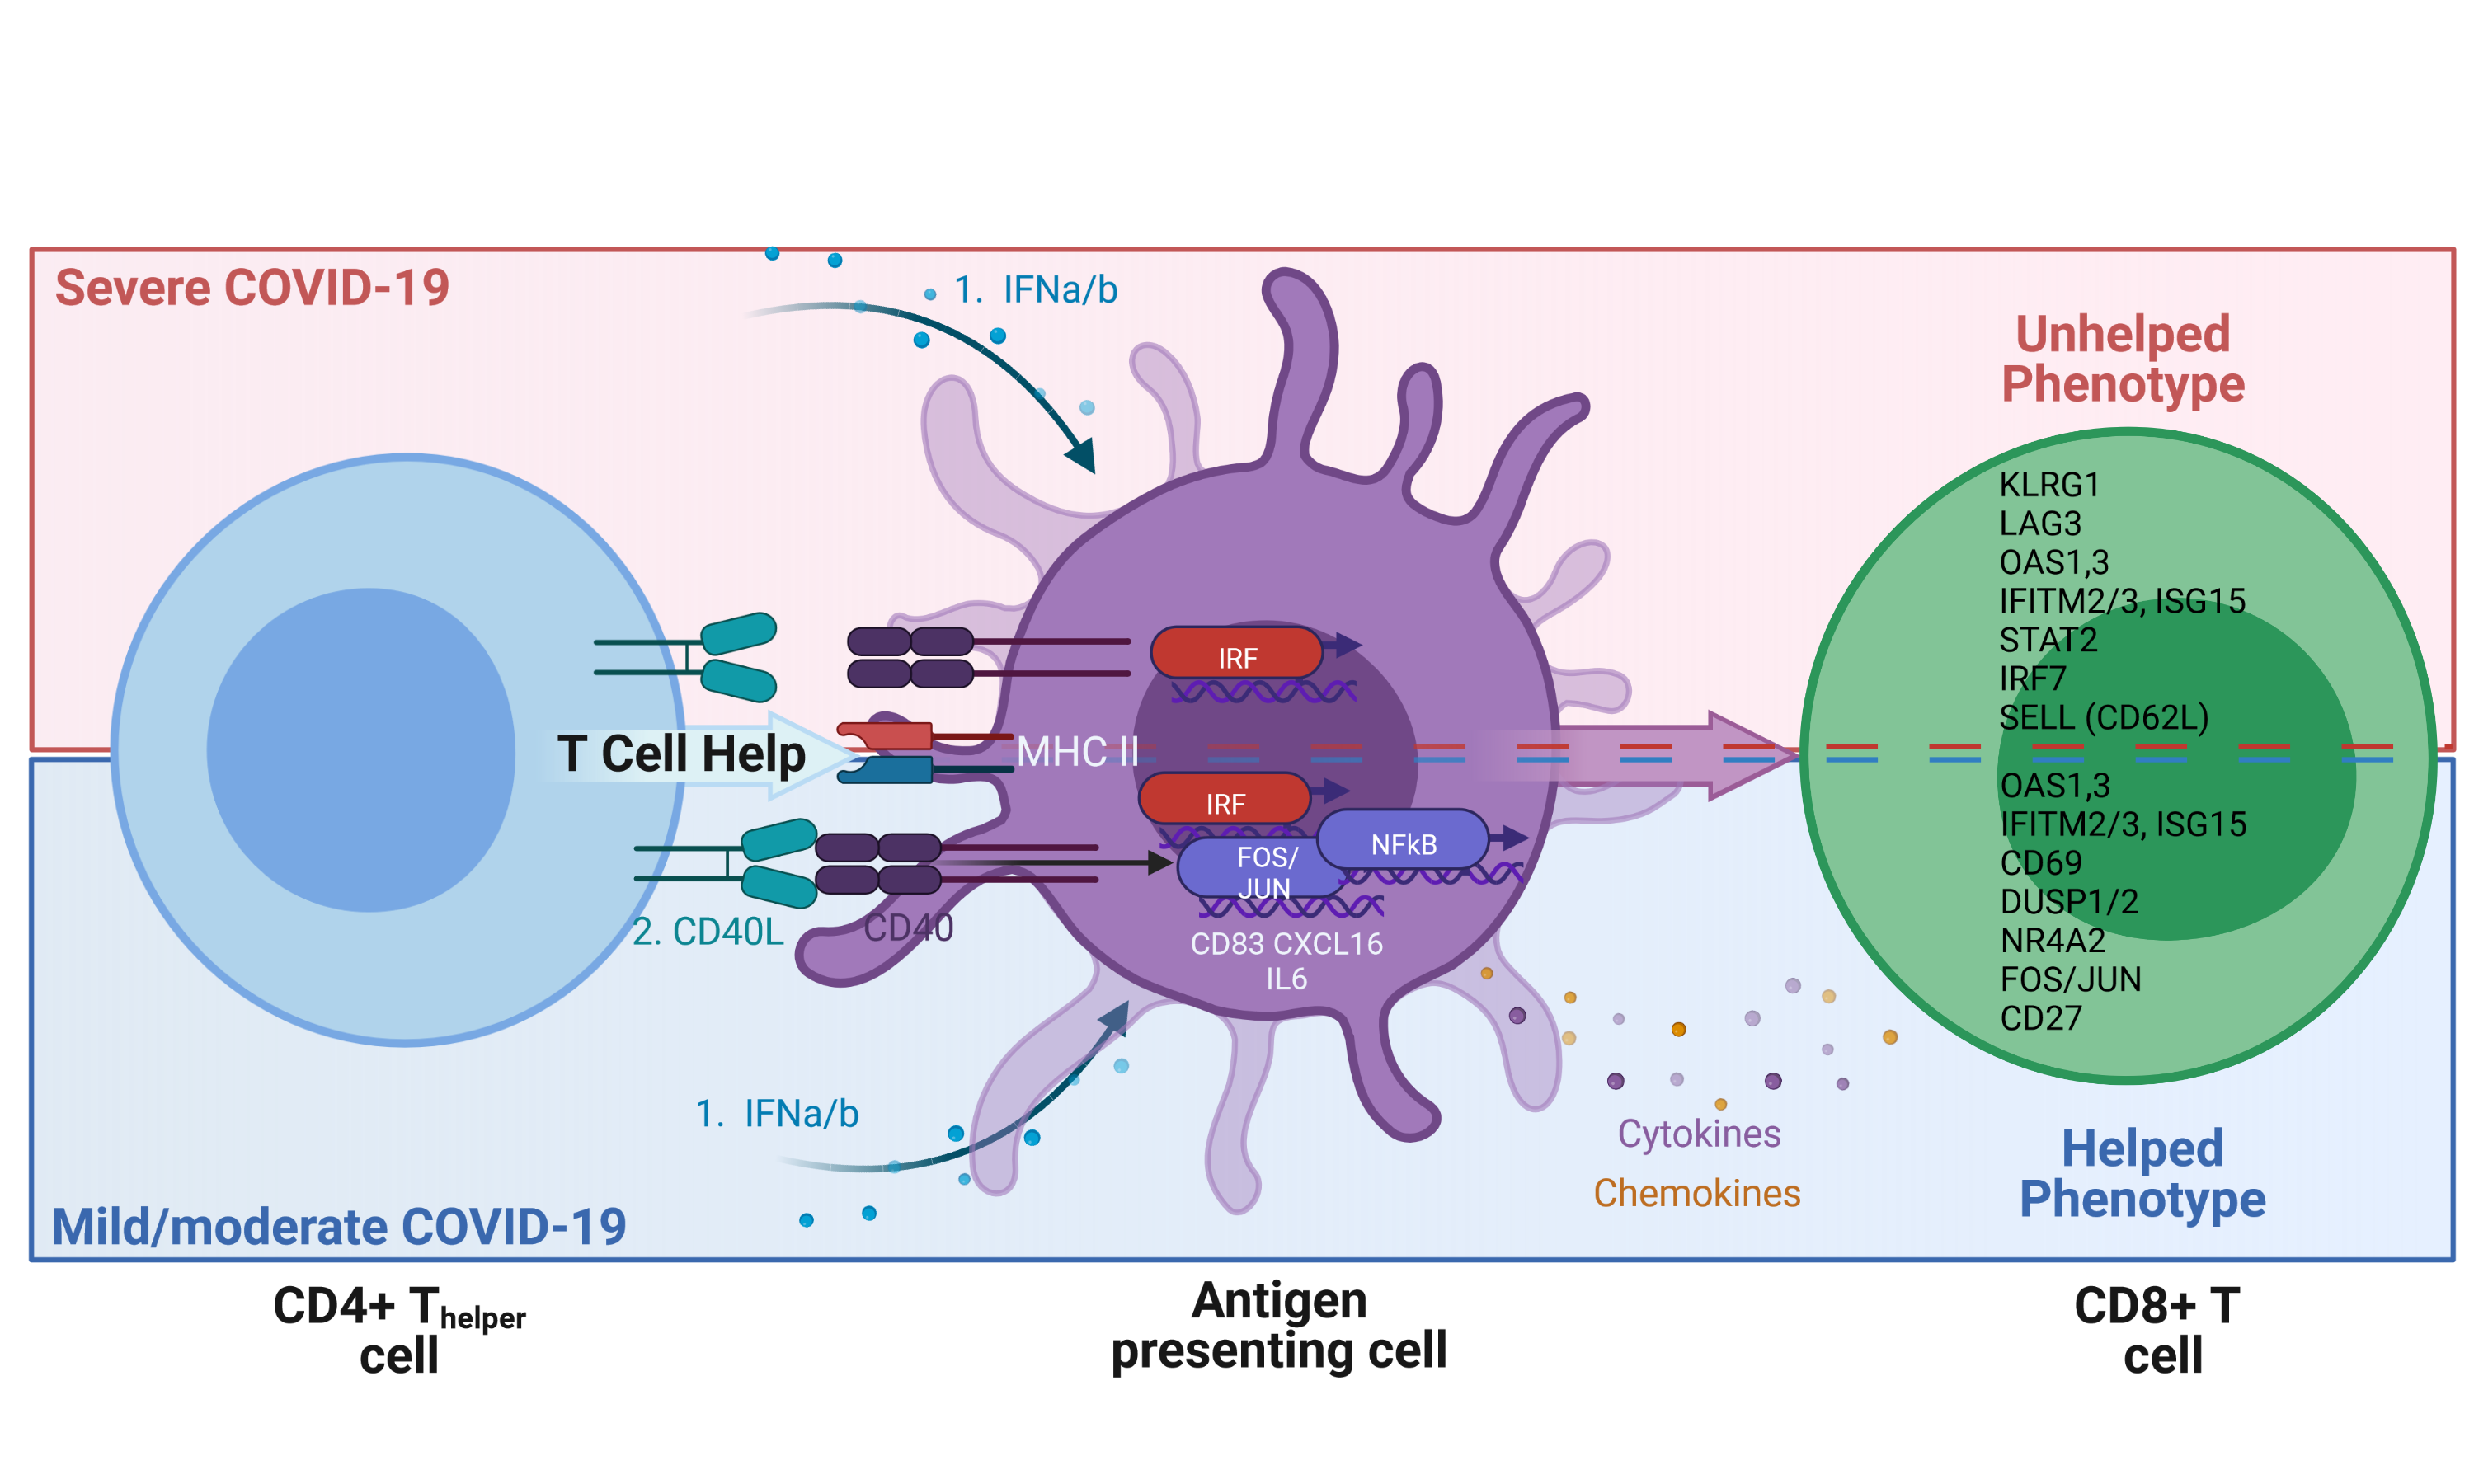 Severe COVID-19
1. IFNa/b
Unhelped
Phenotype
KLRG1
LAG3
OAS1,3
IFITM2/3, ISG15
STAT2
IRF7
SELL (CD62L)
IRF
T Cell Help
MHC II
IRF
NFkB
FOS/
JUN
2. CD40L
CD40
CD83 CXCL16
IL6
OAS1,3
IFITM2/3, ISG15
CD69
DUSP1/2
NR4A2
FOS/JUN
CD27
1. IFNa/b
Cytokines
Chemokines
Helped
Phenotype
Mild/moderate COVID-19
CD4+ Thelper
cell
Antigen
presenting cell
CD8+ T
cell